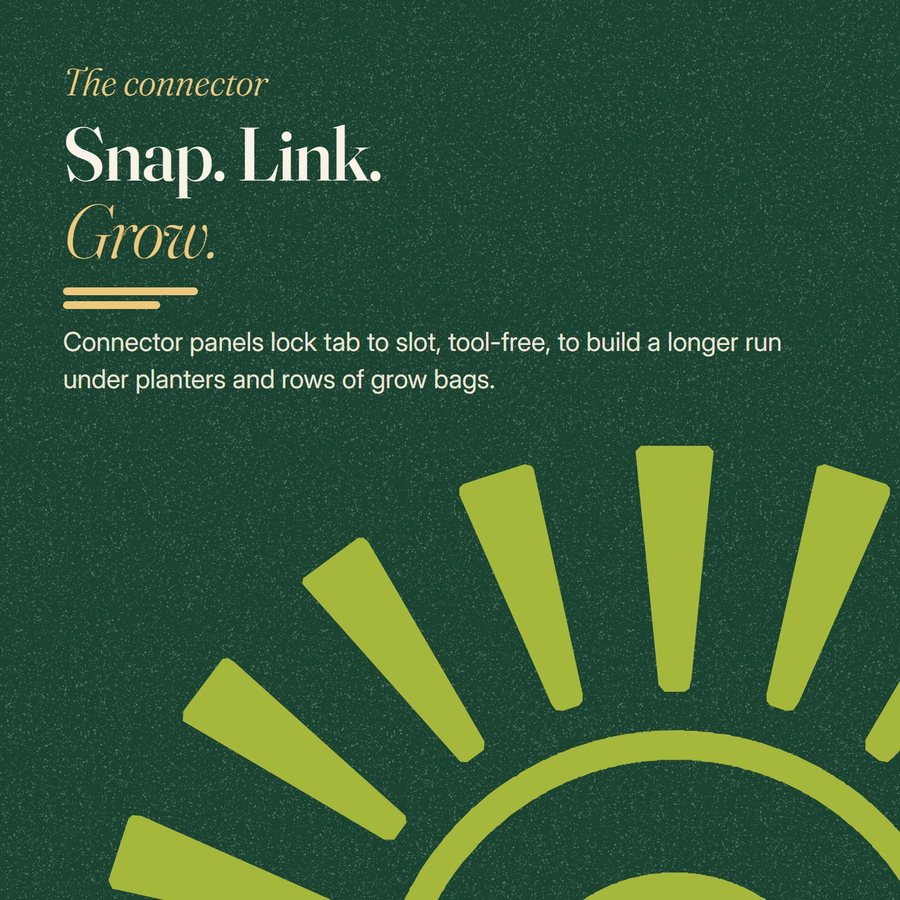 The connector
Snap. Link.
Grow.
Connector panels lock tab to slot, tool-free, to build a longer run
under planters and rows of grow bags.